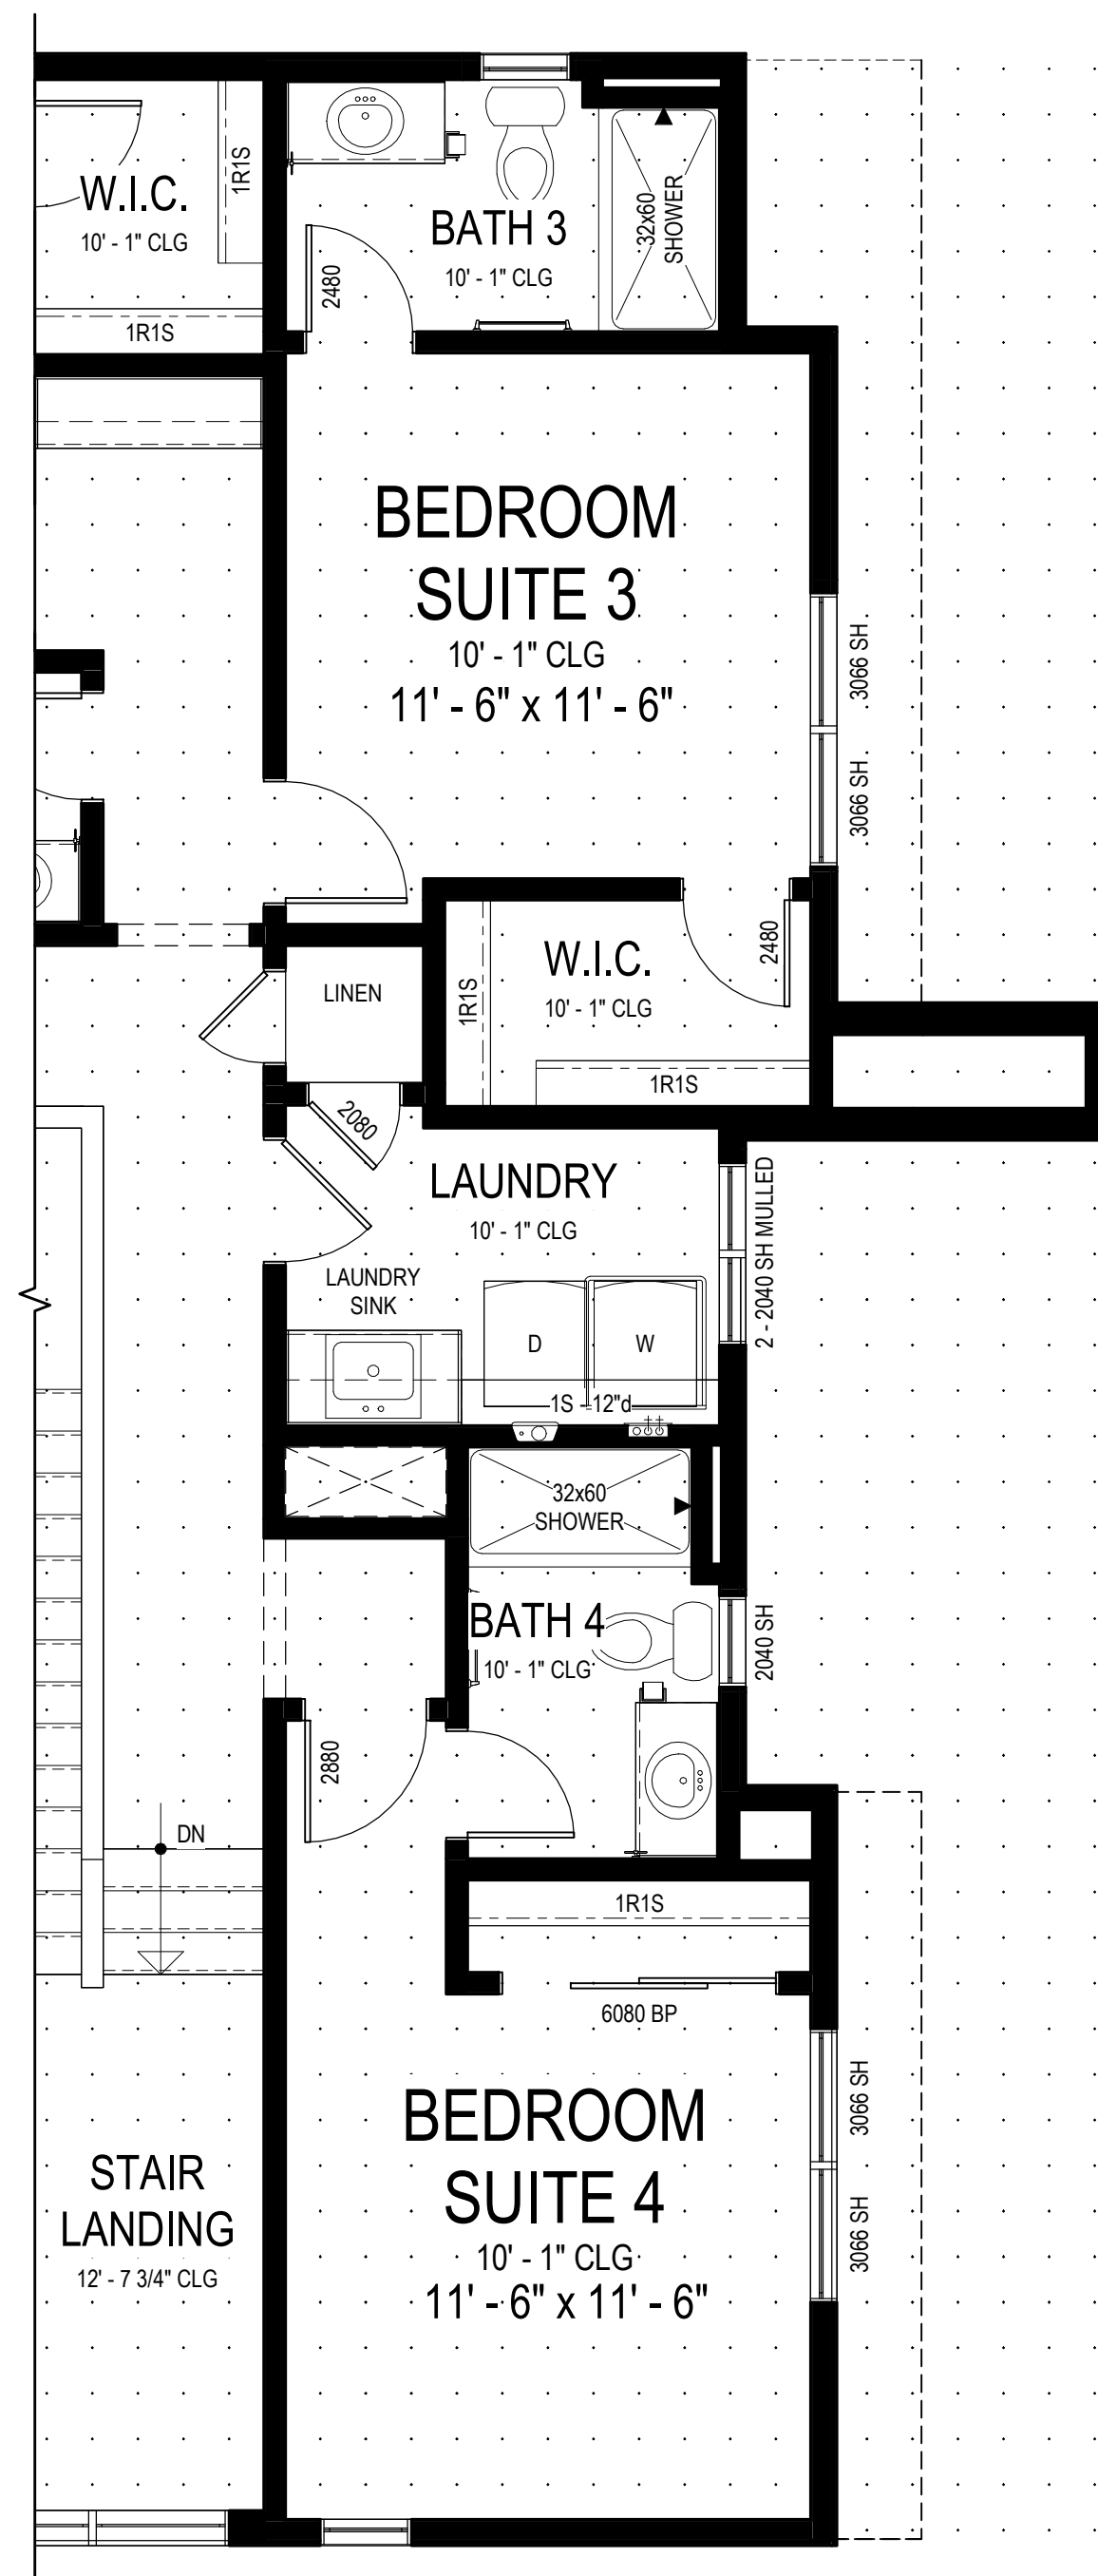 W.I.C.
10' - 1" CLG
1R1S
1R1S
BATH 3
10' - 1" CLG
32x60
SHOWER
2480
BEDROOM
SUITE 3
10' - 1" CLG
11' - 6" x 11' - 6"
3066 SH
3066 SH
W.I.C.
10' - 1" CLG
2480
1R1S
1R1S
LINEN
2080
LAUNDRY
10' - 1" CLG
2 - 2040 SH MULLED
LAUNDRY
SINK
D
W
1S - 12"d
32x60
SHOWER
BATH 4
10' - 1" CLG
2040 SH
2880
DN
1R1S
6080 BP
BEDROOM
SUITE 4
10' - 1" CLG
11' - 6" x 11' - 6"
3066 SH
3066 SH
STAIR
LANDING
12' - 7 3/4" CLG